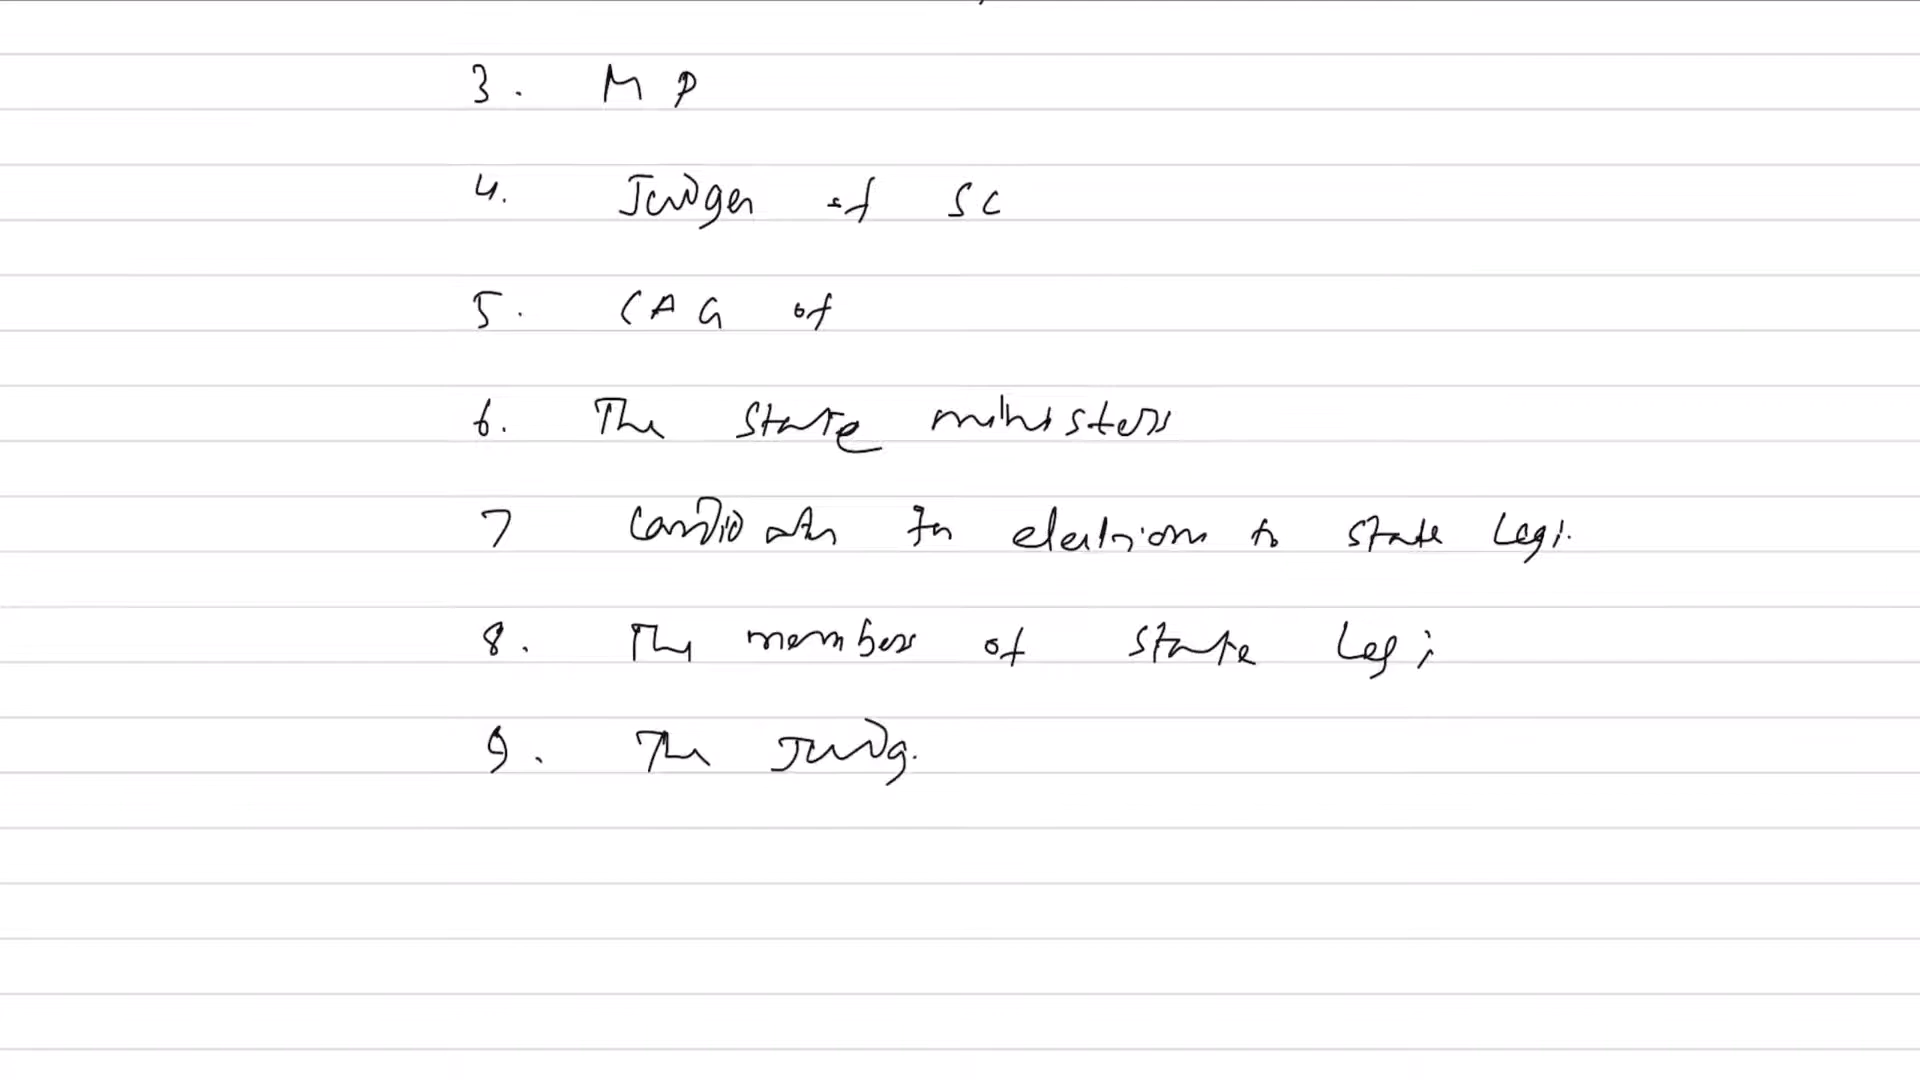 3. MP
4. Judges of SC
5. CAG of
6. The State ministers
7 Candidates for elections to state Legi.
8. The members of state Legi
9. The Judg.